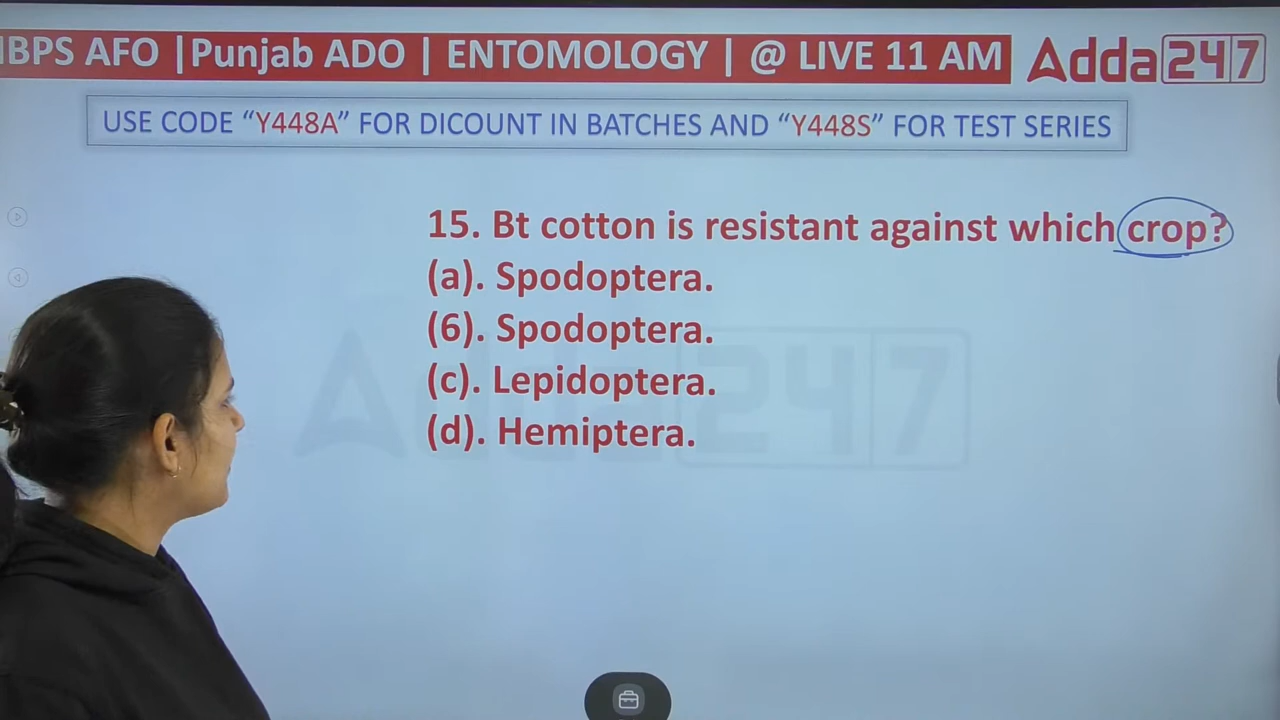 IBPS AFO |Punjab ADO | ENTOMOLOGY | @ LIVE 11 AM
Adda247
USE CODE “Y448A” FOR DICOUNT IN BATCHES AND “Y448S” FOR TEST SERIES
15. Bt cotton is resistant against which crop?
(a). Spodoptera.
(6). Spodoptera.
(c). Lepidoptera.
(d). Hemiptera.
Adda247